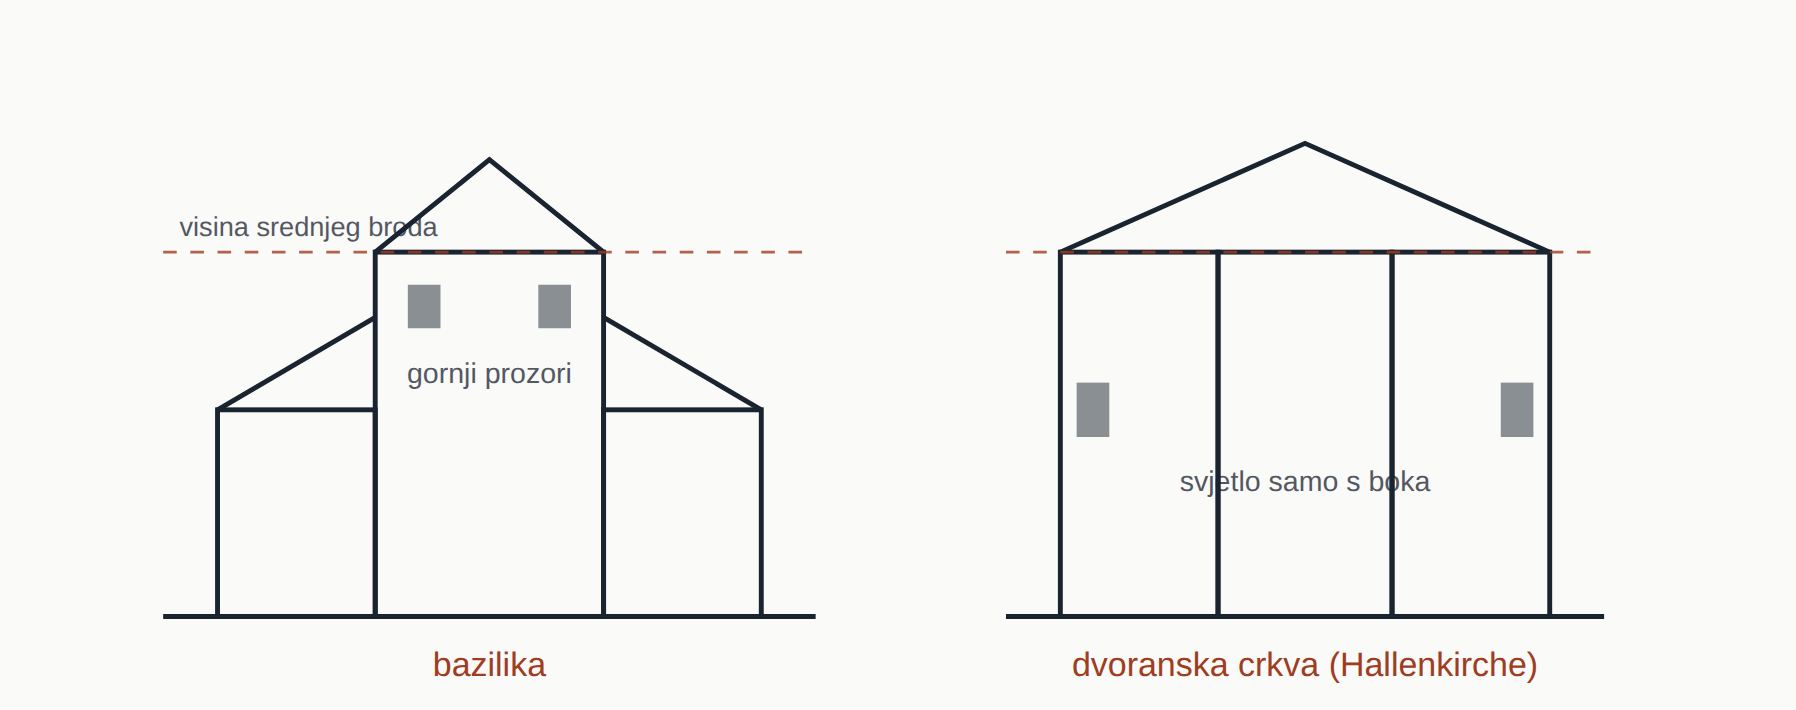 visina srednjeg broda
gornji prozori
svjetlo samo s boka
bazilika
dvoranska crkva (Hallenkirche)